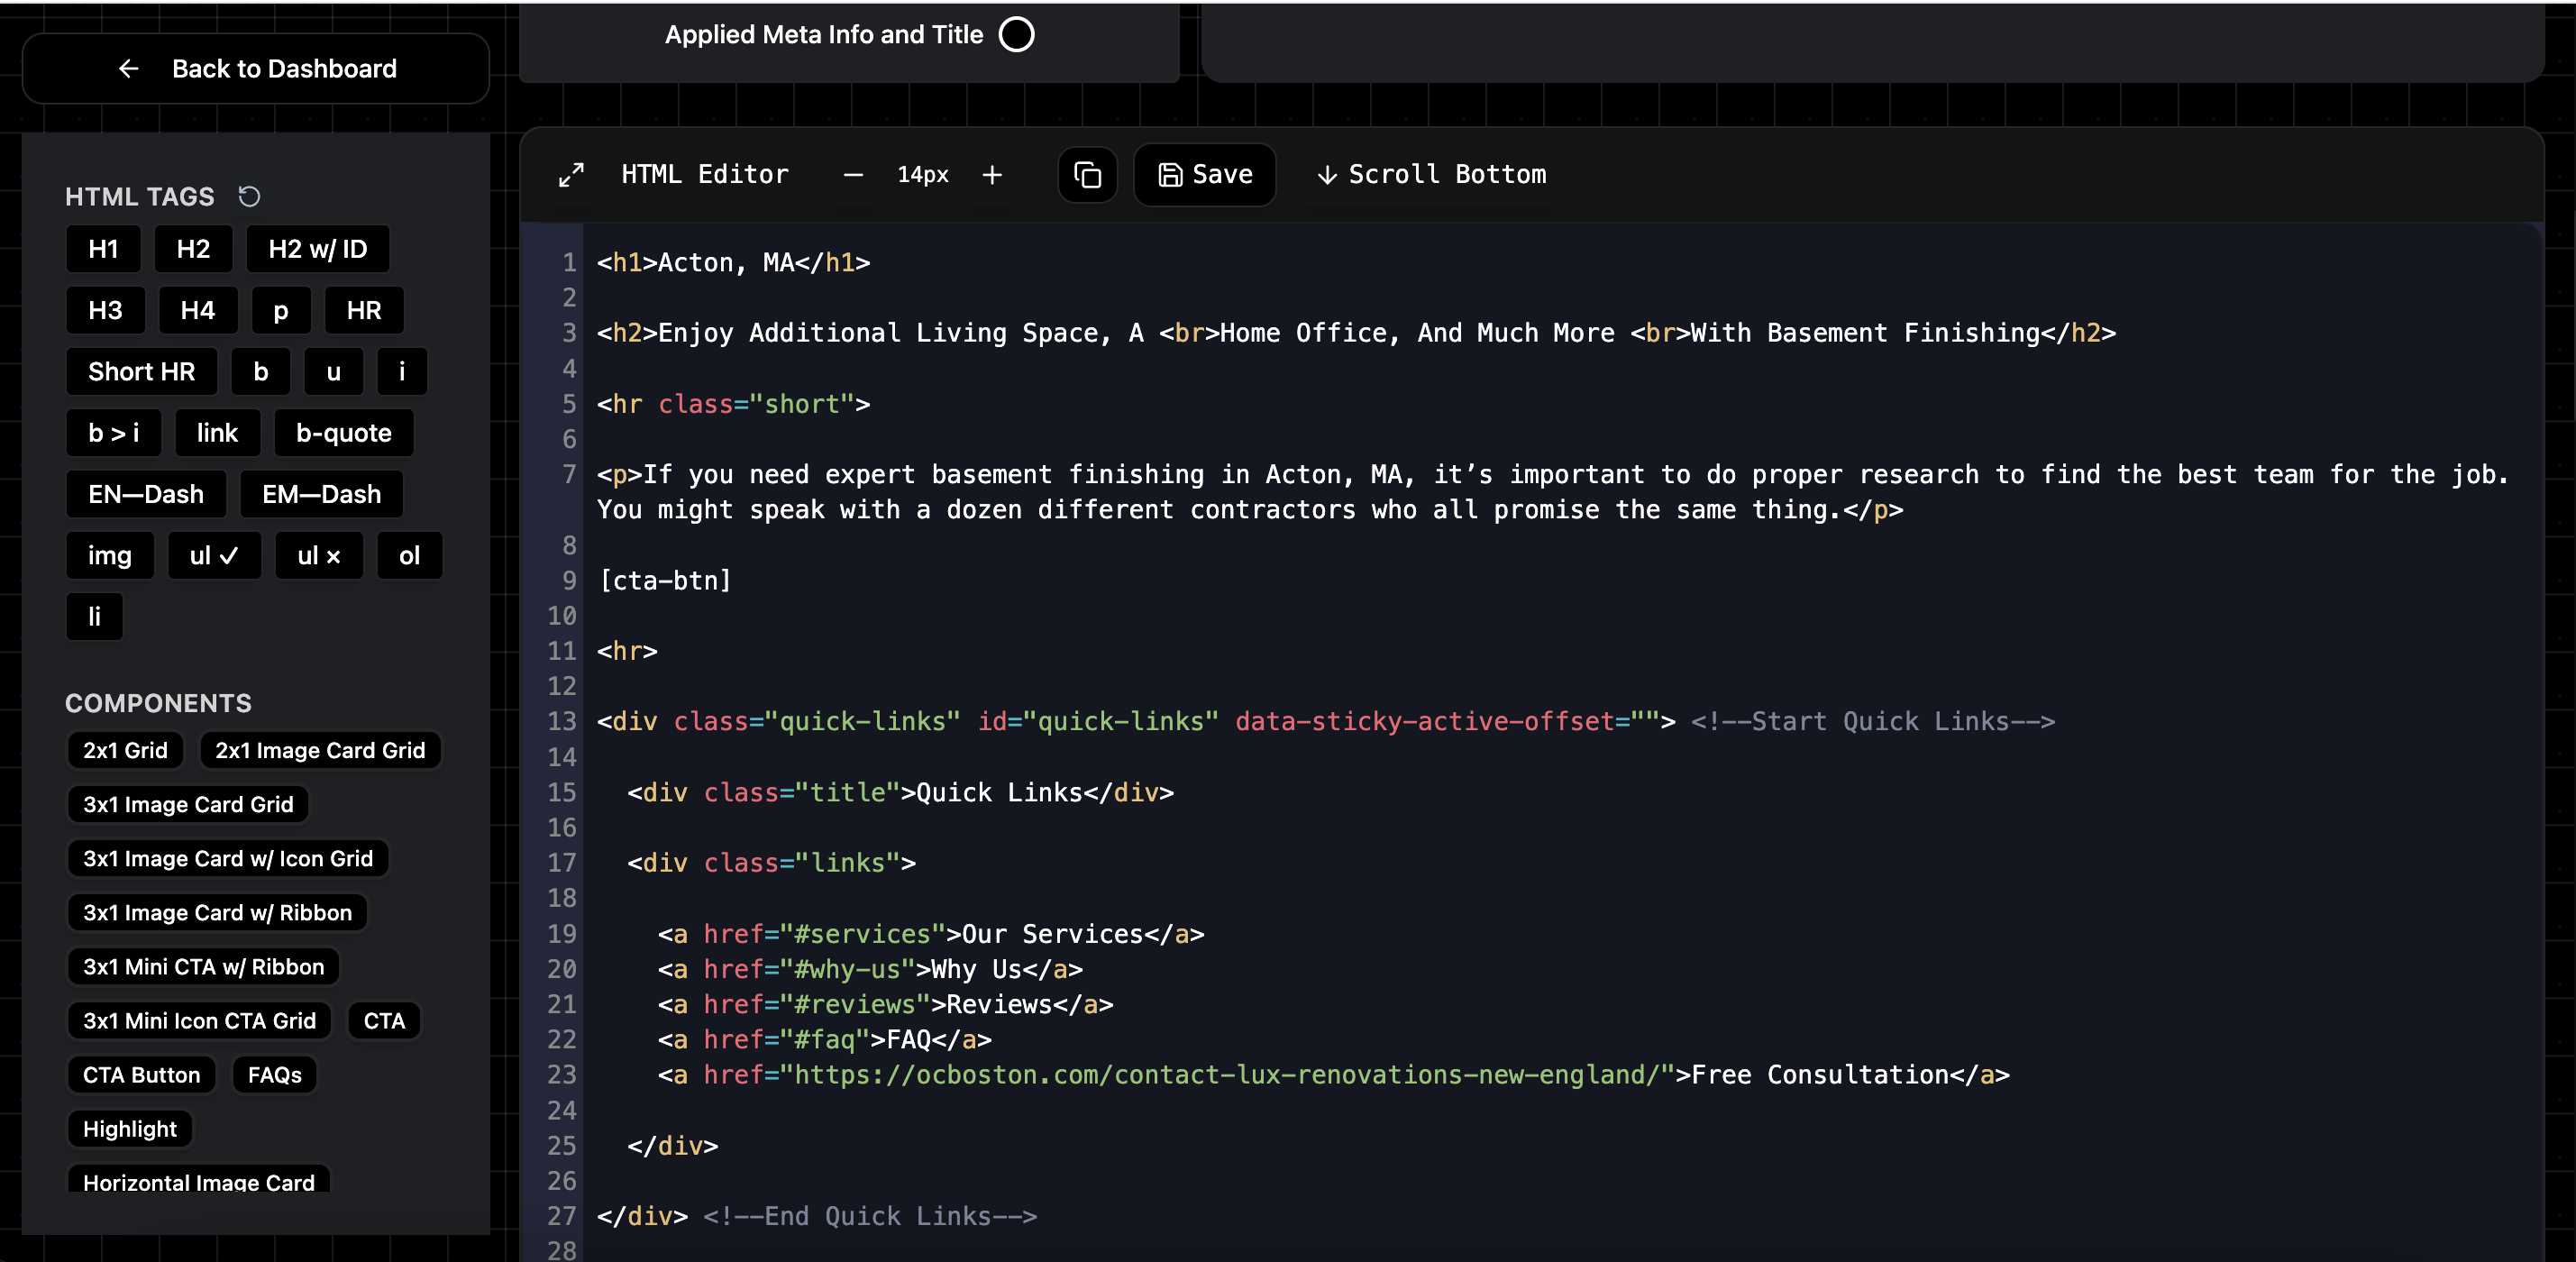 Applied Meta Info and Title
Back to Dashboard
HTML TAGS
H1 H2 H2 w/ ID
H3 H4 p HR
Short HR b u i
b > i link b-quote
EN—Dash EM—Dash
img ul ✓ ul × ol
li
COMPONENTS
2x1 Grid 2x1 Image Card Grid
3x1 Image Card Grid
3x1 Image Card w/ Icon Grid
3x1 Image Card w/ Ribbon
3x1 Mini CTA w/ Ribbon
3x1 Mini Icon CTA Grid CTA
CTA Button FAQs
Highlight
Horizontal Image Card
HTML Editor − 14px + Save ↓ Scroll Bottom
1 <h1>Acton, MA</h1>
2
3 <h2>Enjoy Additional Living Space, A <br>Home Office, And Much More <br>With Basement Finishing</h2>
4
5 <hr class="short">
6
7 <p>If you need expert basement finishing in Acton, MA, it’s important to do proper research to find the best team for the job.
You might speak with a dozen different contractors who all promise the same thing.</p>
8
9 [cta-btn]
10
11 <hr>
12
13 <div class="quick-links" id="quick-links" data-sticky-active-offset=""> <!--Start Quick Links-->
14
15 <div class="title">Quick Links</div>
16
17 <div class="links">
18
19 <a href="#services">Our Services</a>
20 <a href="#why-us">Why Us</a>
21 <a href="#reviews">Reviews</a>
22 <a href="#faq">FAQ</a>
23 <a href="https://ocboston.com/contact-lux-renovations-new-england/">Free Consultation</a>
24
25 </div>
26
27 </div> <!--End Quick Links-->
28